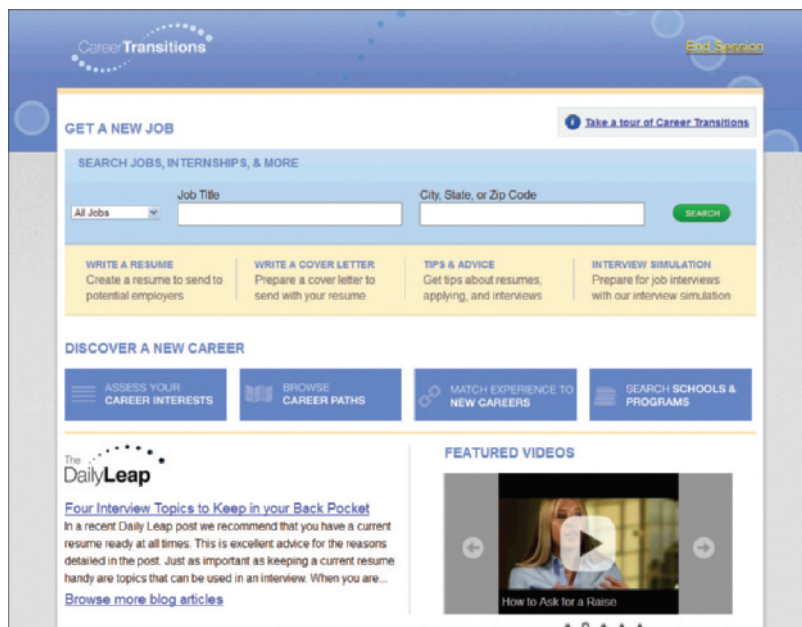 CareerTransitions
End Session
GET A NEW JOB
i Take a tour of Career Transitions
SEARCH JOBS, INTERNSHIPS, & MORE
Job Title
City, State, or Zip Code
All Jobs
SEARCH
WRITE A RESUME
Create a resume to send to
potential employers
WRITE A COVER LETTER
Prepare a cover letter to
send with your resume
TIPS & ADVICE
Get tips about resumes,
applying, and interviews
INTERVIEW SIMULATION
Prepare for job interviews
with our interview simulation
DISCOVER A NEW CAREER
ASSESS YOUR
CAREER INTERESTS
BROWSE
CAREER PATHS
MATCH EXPERIENCE TO
NEW CAREERS
SEARCH SCHOOLS &
PROGRAMS
The
DailyLeap
Four Interview Topics to Keep in your Back Pocket
In a recent Daily Leap post we recommend that you have a current
resume ready at all times. This is excellent advice for the reasons
detailed in the post. Just as important as keeping a current resume
handy are topics that can be used in an interview. When you are...
Browse more blog articles
FEATURED VIDEOS
How to Ask for a Raise